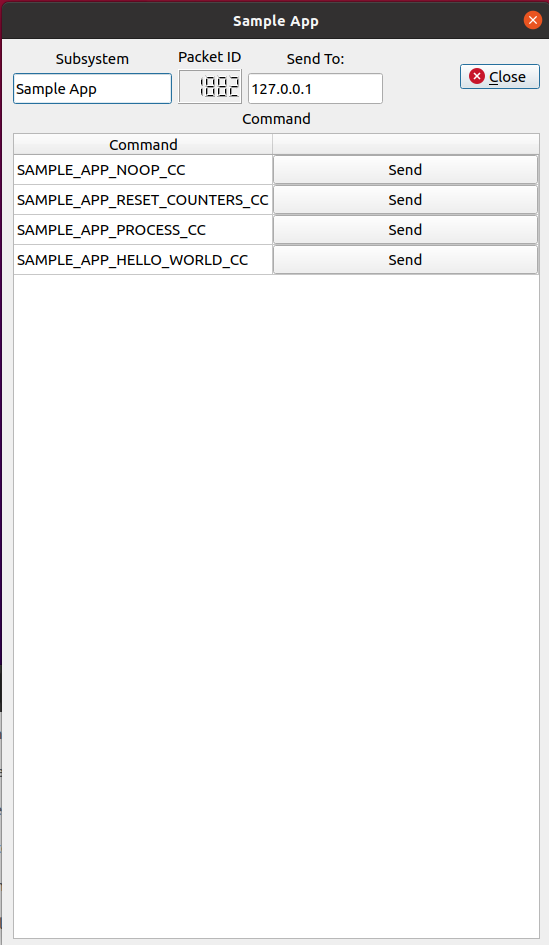 Sample App
Subsystem Packet ID Send To:
Sample App 1882 127.0.0.1 Close
Command
Command
SAMPLE_APP_NOOP_CC Send
SAMPLE_APP_RESET_COUNTERS_CC Send
SAMPLE_APP_PROCESS_CC Send
SAMPLE_APP_HELLO_WORLD_CC Send